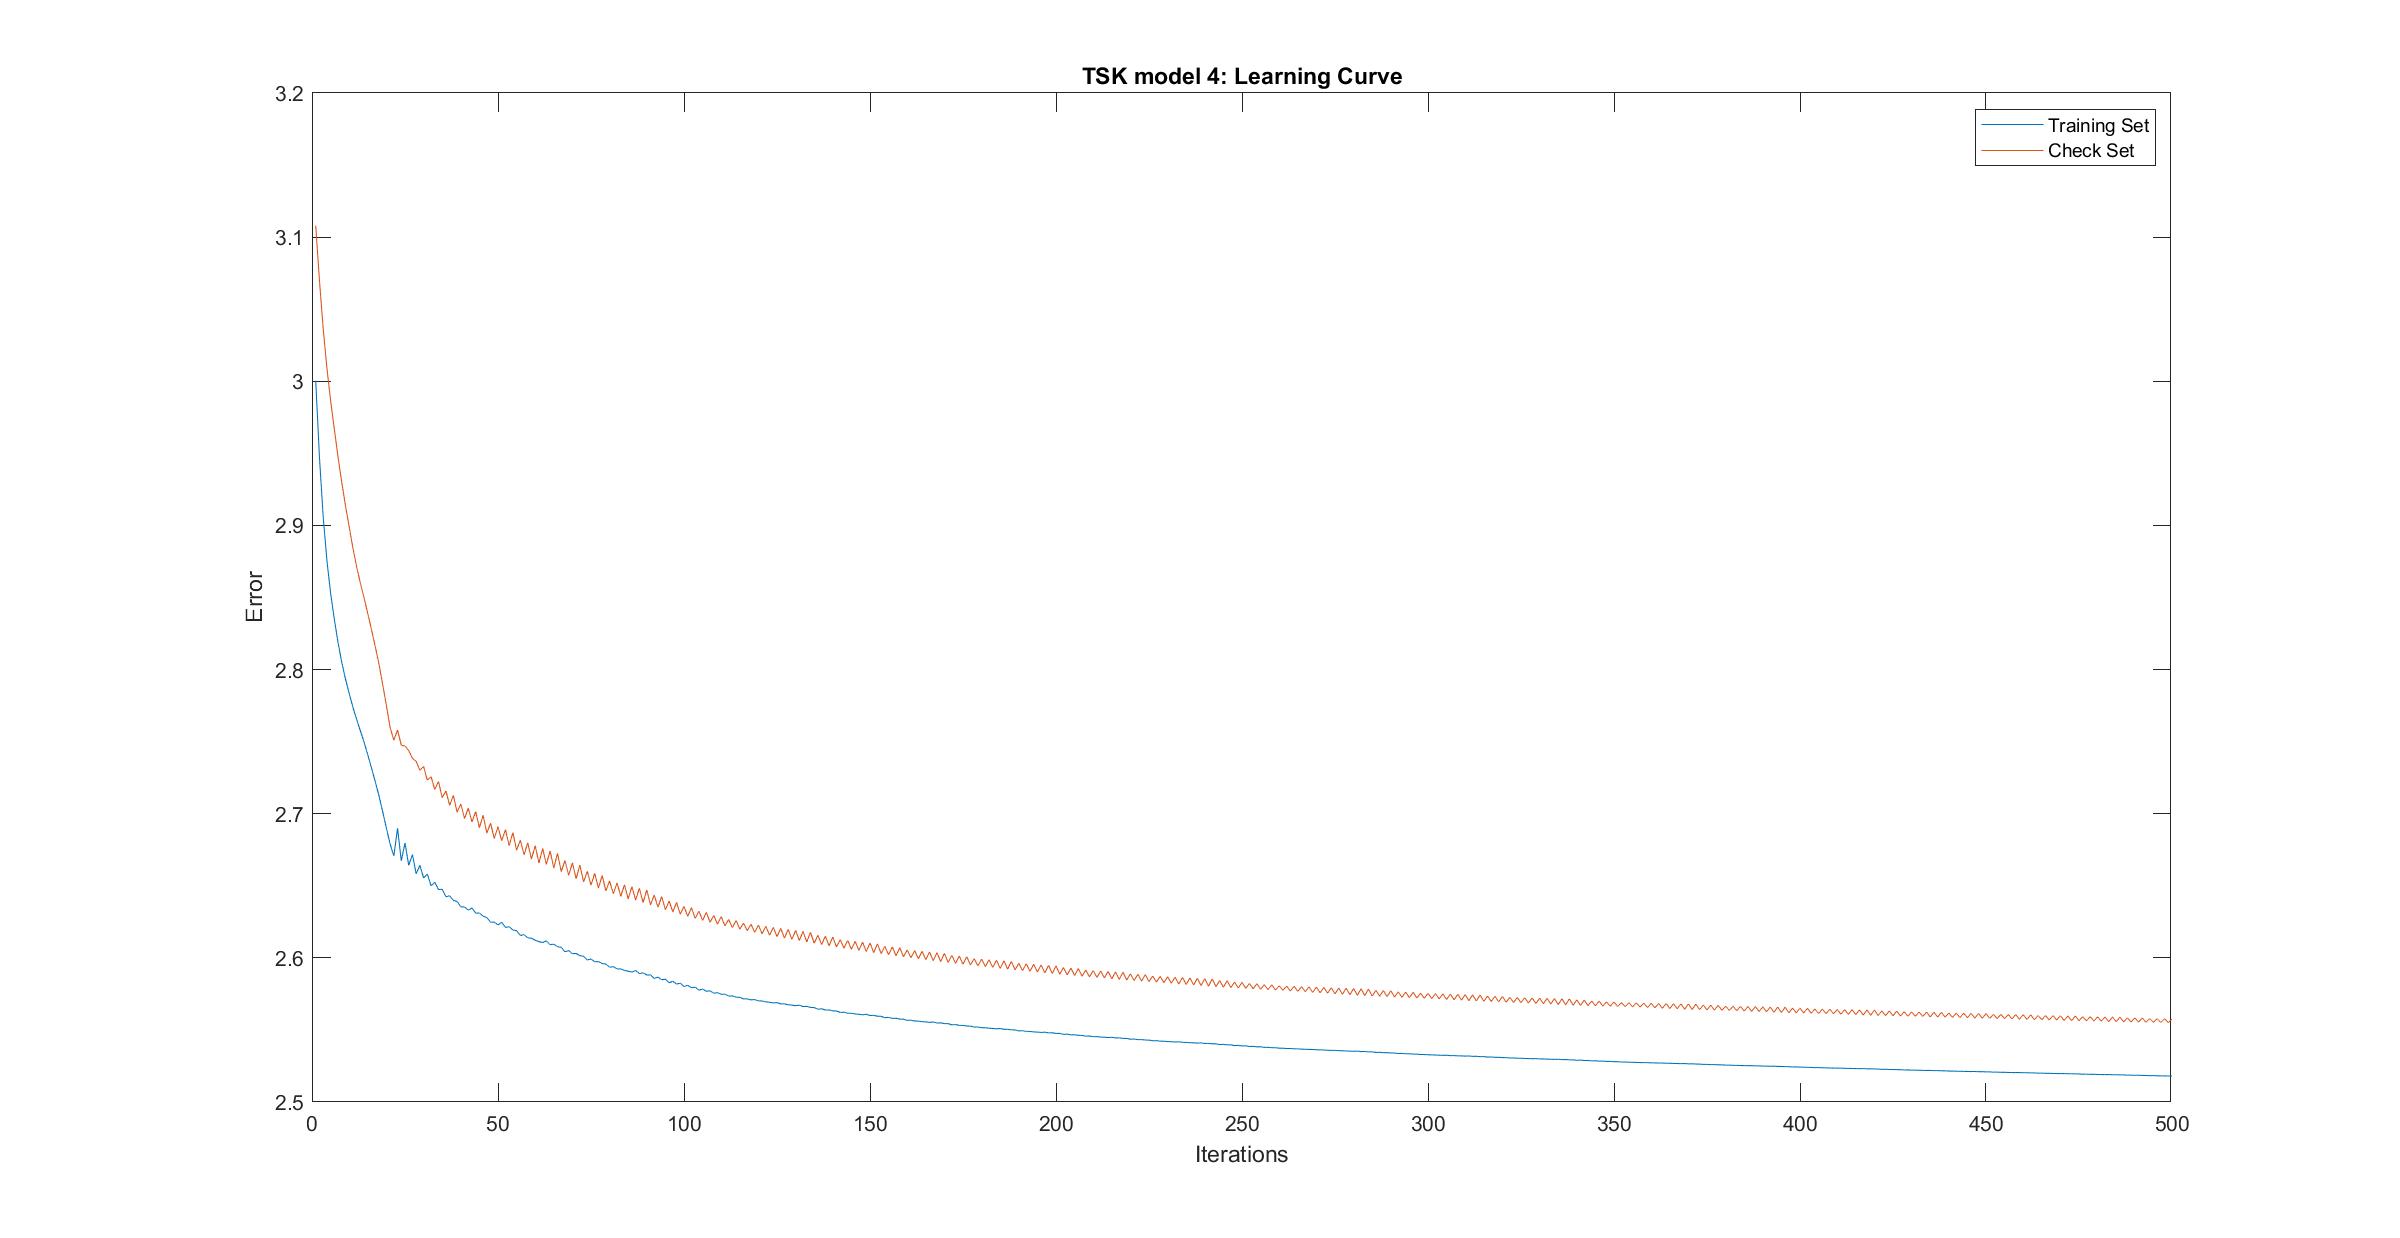 TSK model 4: Learning Curve
3.2
3.1
3
2.9
2.8
2.7
2.6
2.5
Error
Training Set
Check Set
0 50 100 150 200 250 300 350 400 450 500
Iterations